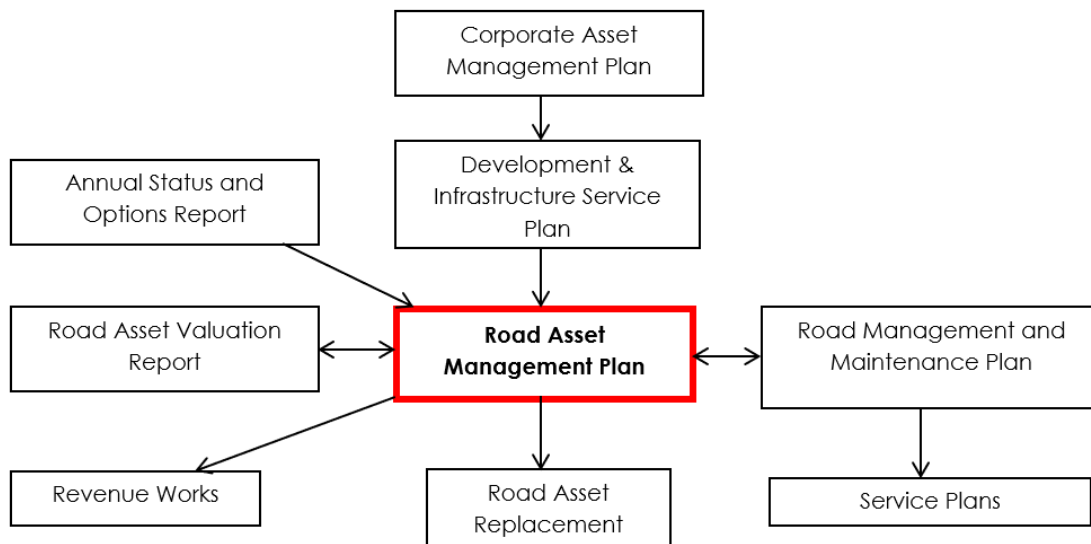 Corporate Asset
Management Plan
Development &
Infrastructure Service
Plan
Annual Status and
Options Report
Road Asset Valuation
Report
Road Asset
Management Plan
Road Management and
Maintenance Plan
Revenue Works
Road Asset
Replacement
Service Plans